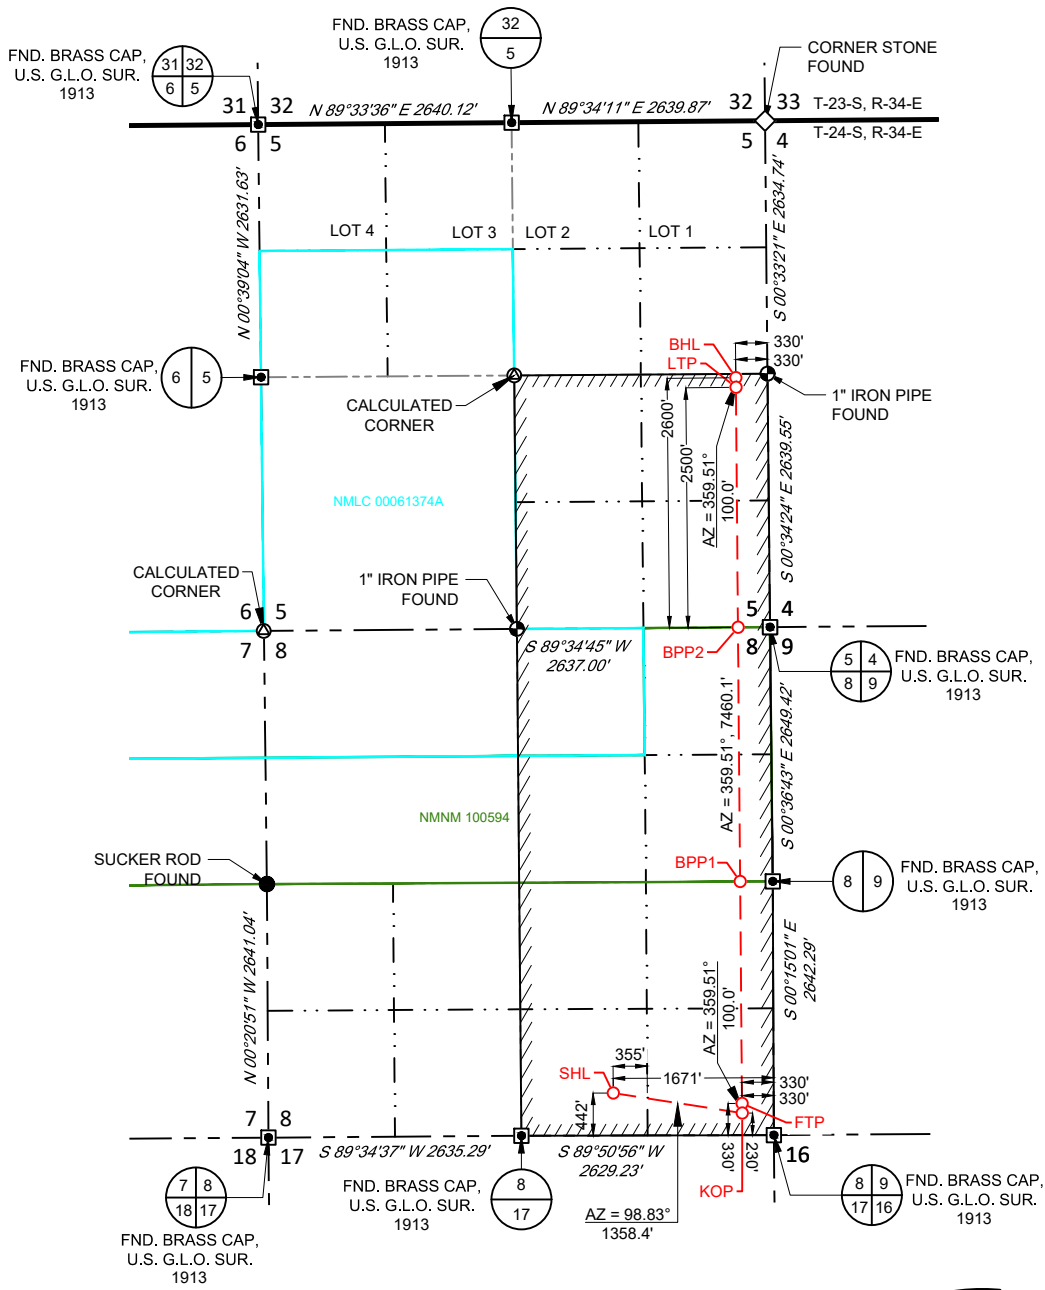 FND. BRASS CAP,
U.S. G.L.O. SUR.
1913
31 32
6 5
FND. BRASS CAP,
U.S. G.L.O. SUR.
1913
32
5
CORNER STONE
FOUND
31 32
6 5
N 89°33'36" E 2640.12'
N 89°34'11" E 2639.87'
32 33
5 4
T-23-S, R-34-E
T-24-S, R-34-E
N 00°39'04" W 2631.63'
S 00°33'21" E 2634.74'
LOT 4
LOT 3
LOT 2
LOT 1
FND. BRASS CAP,
U.S. G.L.O. SUR.
1913
6 5
CALCULATED
CORNER
BHL
LTP
330'
330'
1" IRON PIPE
FOUND
2600'
2500'
AZ = 359.51°
100.0'
S 00°34'24" E 2639.55'
NMLC 00061374A
CALCULATED
CORNER
1" IRON PIPE
FOUND
6 5
7 8
S 89°34'45" W
2637.00'
BPP2
5 4
8 9
5 4
8 9
FND. BRASS CAP,
U.S. G.L.O. SUR.
1913
AZ = 359.51°, 7460.1'
S 00°36'43" E 2649.42'
NMNM 100594
SUCKER ROD
FOUND
BPP1
8 9
FND. BRASS CAP,
U.S. G.L.O. SUR.
1913
N 00°20'51" W 2641.04'
S 00°15'01" E
2642.29'
AZ = 359.51°
100.0'
355'
SHL
1671'
330'
330'
442'
FTP
330'
230'
KOP
7 8
18 17
S 89°34'37" W 2635.29'
S 89°50'56" W
2629.23'
16
7 8
18 17
FND. BRASS CAP,
U.S. G.L.O. SUR.
1913
FND. BRASS CAP,
U.S. G.L.O. SUR.
1913
8
17
AZ = 98.83°
1358.4'
8 9
17 16
FND. BRASS CAP,
U.S. G.L.O. SUR.
1913